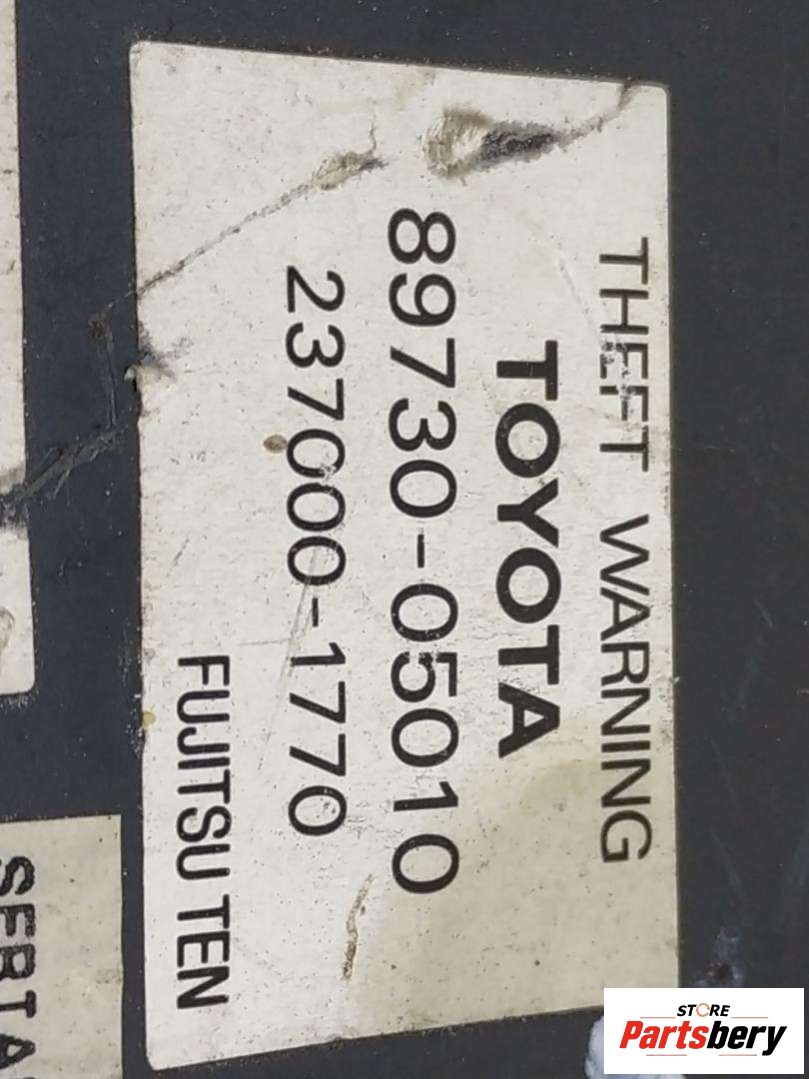 THEFT WARNING
TOYOTA
89730-05010
237000-1770
FUJITSU TEN
STORE
Partsbery